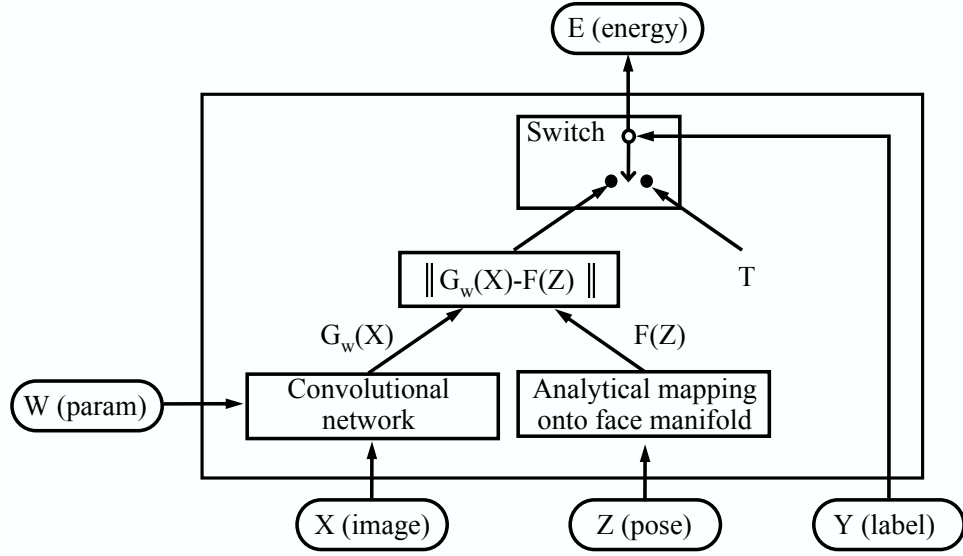 E (energy)
Switch
‖ G_w(X)-F(Z) ‖
T
G_w(X)
F(Z)
W (param)
Convolutional
network
Analytical mapping
onto face manifold
X (image)
Z (pose)
Y (label)